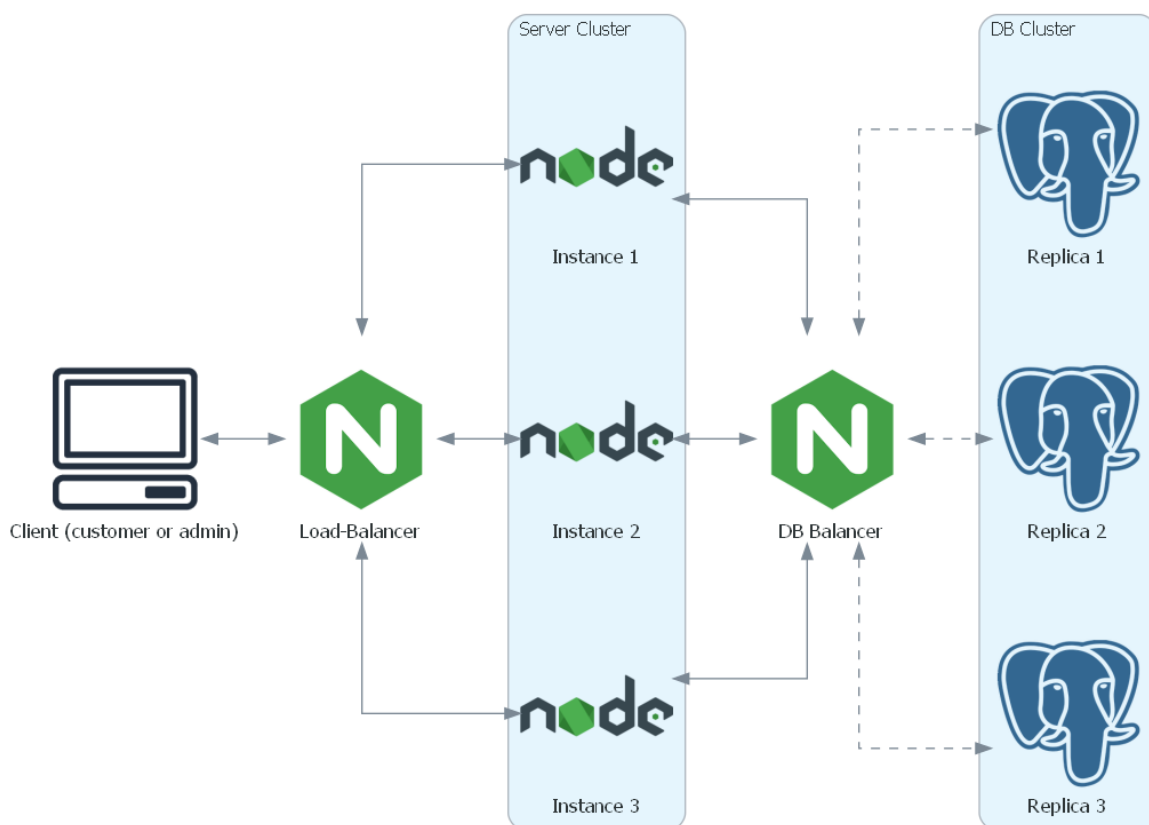 Server Cluster
DB Cluster
node
Instance 1
Replica 1
Client (customer or admin)
N
Load-Balancer
node
Instance 2
N
DB Balancer
Replica 2
node
Instance 3
Replica 3